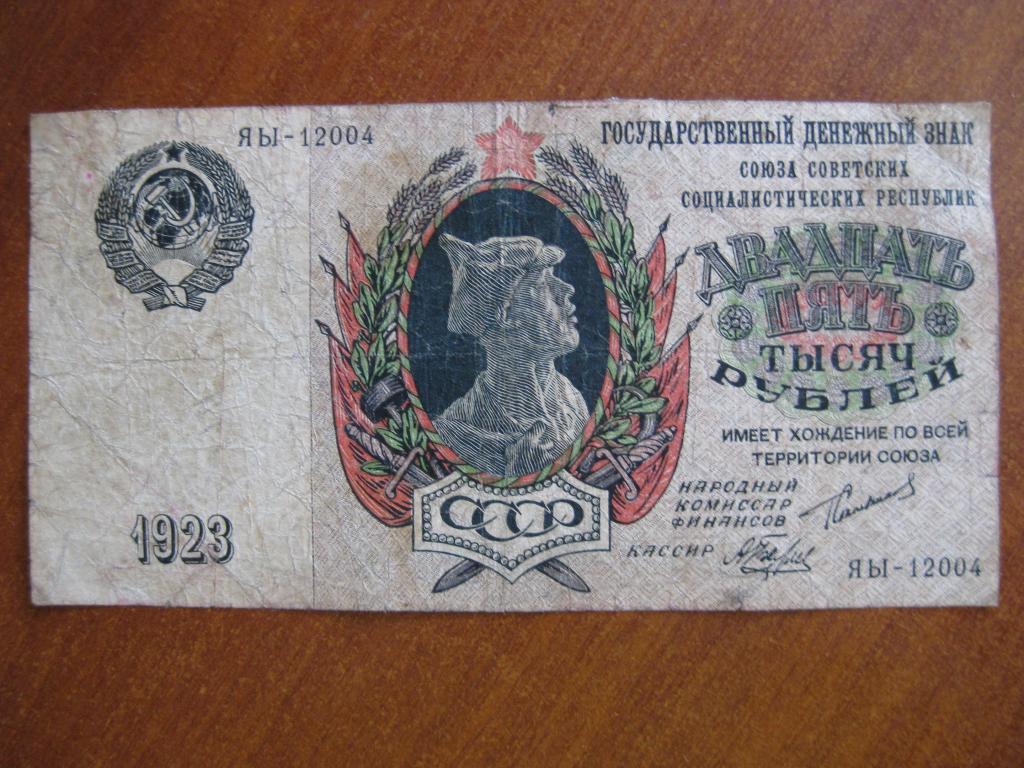 ЯЫ-12004
ГОСУДАРСТВЕННЫЙ ДЕНЕЖНЫЙ ЗНАК
СОЮЗА СОВЕТСКИХ
СОЦИАЛИСТИЧЕСКИХ РЕСПУБЛИК
ДВАДЦАТЬ
ПЯТЬ
ТЫСЯЧ
РУБЛЕЙ
ИМЕЕТ ХОЖДЕНИЕ ПО ВСЕЙ
ТЕРРИТОРИИ СОЮЗА
НАРОДНЫЙ
КОМИССАР
ФИНАНСОВ
КАССИР
СССР
1923
ЯЫ-12004